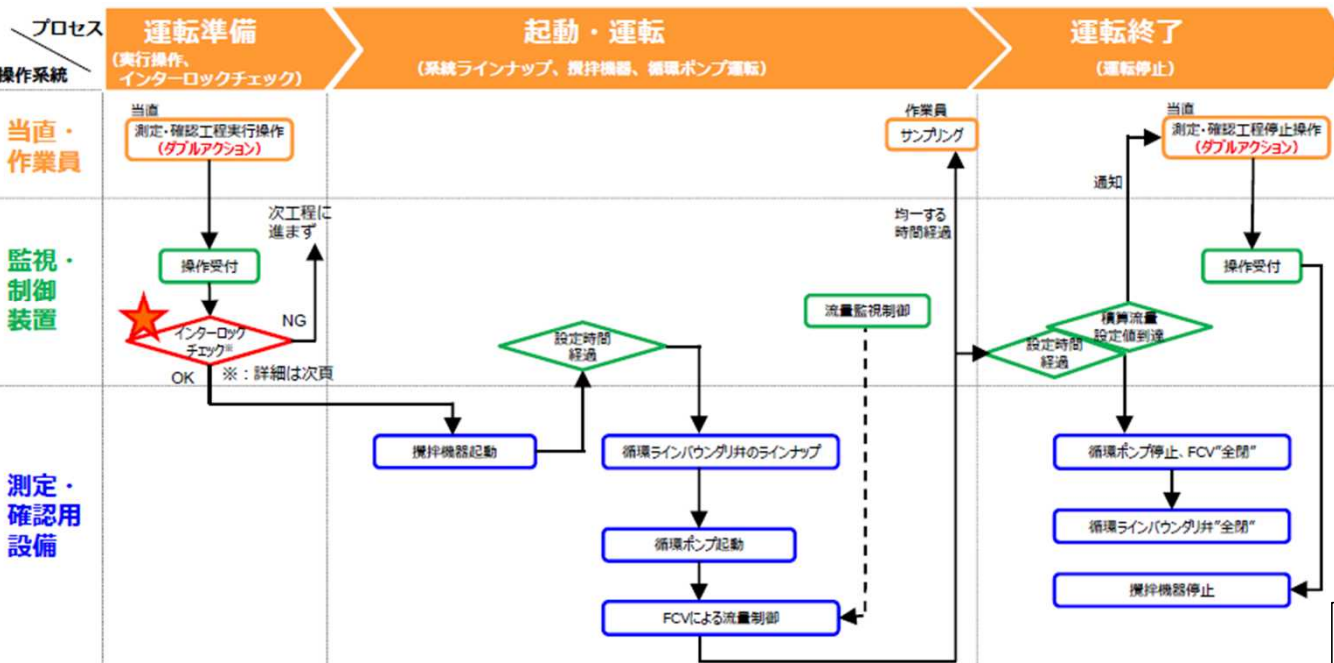 プロセス
操作系統
運転準備
(実行操作、
インターロックチェック)
起動・運転
(系統ラインナップ、攪拌機器、循環ポンプ運転)
運転終了
(運転停止)
当直・
作業員
当直
測定・確認工程実行操作
(ダブルアクション)
作業員
サンプリング
当直
測定・確認工程停止操作
(ダブルアクション)
通知
監視・
制御
装置
次工程に
進まず
操作受付
インターロック
チェック※
NG
OK
※：詳細は次頁
設定時間
経過
流量監視制御
均一する
時間経過
積算流量
設定値到達
設定時間
経過
操作受付
測定・
確認用
設備
攪拌機器起動
循環ラインバウンダリ弁のラインナップ
循環ポンプ起動
FCVによる流量制御
循環ポンプ停止、FCV"全閉"
循環ラインバウンダリ弁"全閉"
攪拌機器停止